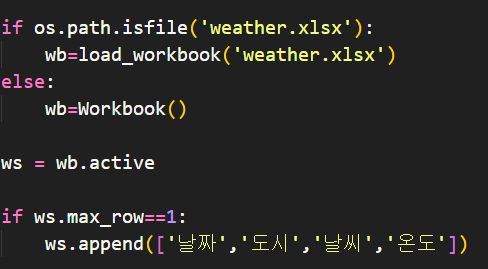 if os.path.isfile('weather.xlsx'):
    wb=load_workbook('weather.xlsx')
else:
    wb=Workbook()
ws = wb.active
if ws.max_row==1:
    ws.append(['날짜','도시','날씨','온도'])